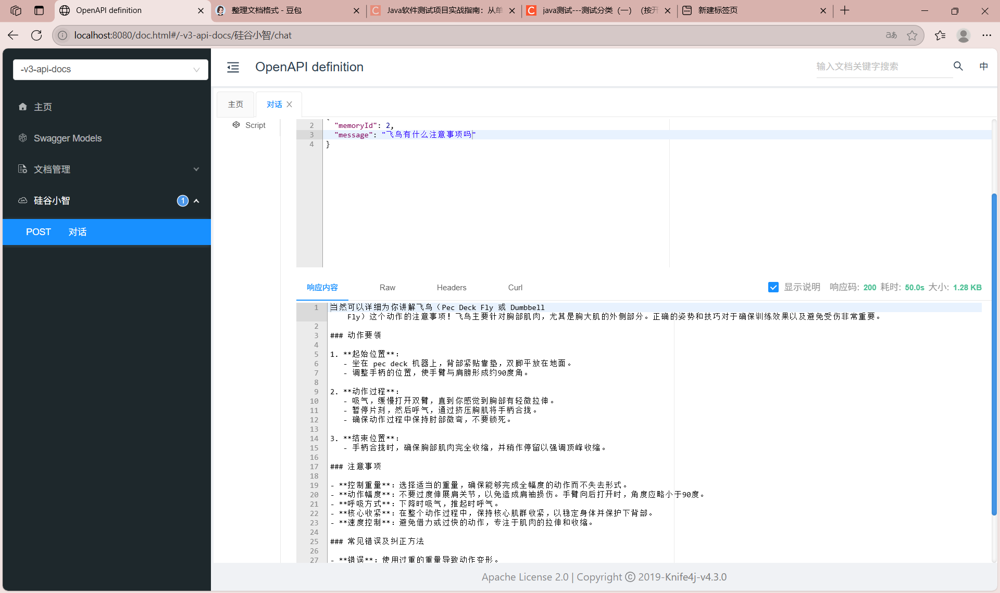 OpenAPI definition
整理文档格式 - 豆包
Java软件测试项目实战指南：从单
java测试---测试分类（一）（按开
新建标签页
localhost:8080/doc.html#/-v3-api-docs/硅谷小智/chat
-v3-api-docs
OpenAPI definition
输入文档关键字搜索
中
主页
Swagger Models
文档管理
硅谷小智
1
POST 对话
主页
对话
Script
2 "memoryId": 2,
3 "message": "飞鸟有什么注意事项吗"
4 }
响应内容
Raw
Headers
Curl
显示说明 响应码: 200 耗时: 50.0s 大小: 1.28 KB
1 当然可以详细为你讲解飞鸟（Pec Deck Fly 或 Dumbbell
Fly）这个动作的注意事项！飞鸟主要针对胸部肌肉，尤其是胸大肌的外侧部分。正确的姿势和技巧对于确保训练效果以及避免受伤非常重要。
2
3 ### 动作要领
4
5 1. **起始位置**：
6 - 坐在 pec deck 机器上，背部紧贴靠垫，双脚平放在地面。
7 - 调整手柄的位置，使手臂与肩膀形成约90度角。
8
9 2. **动作过程**：
10 - 吸气，缓慢打开双臂，直到你感觉到胸部有轻微拉伸。
11 - 暂停片刻，然后呼气，通过挤压胸肌将手柄合拢。
12 - 确保动作过程中保持肘部微弯，不要锁死。
13
14 3. **结束位置**：
15 - 手柄合拢时，确保胸部肌肉完全收缩，并稍作停留以强调顶峰收缩。
16
17 ### 注意事项
18
19 - **控制重量**：选择适当的重量，确保能够完成全幅度的动作而不失去形式。
20 - **动作幅度**：不要过度伸展肩关节，以免造成肩袖损伤。手臂向后打开时，角度应略小于90度。
21 - **呼吸方式**：下降时吸气，推起时呼气。
22 - **核心收紧**：在整个动作过程中，保持核心肌群收紧，以稳定身体并保护下背部。
23 - **速度控制**：避免借力或过快的动作，专注于肌肉的拉伸和收缩。
24
25 ### 常见错误及纠正方法
26
27 - **错误**：使用过重的重量导致动作变形。
Apache License 2.0 | Copyright © 2019-Knife4j-v4.3.0